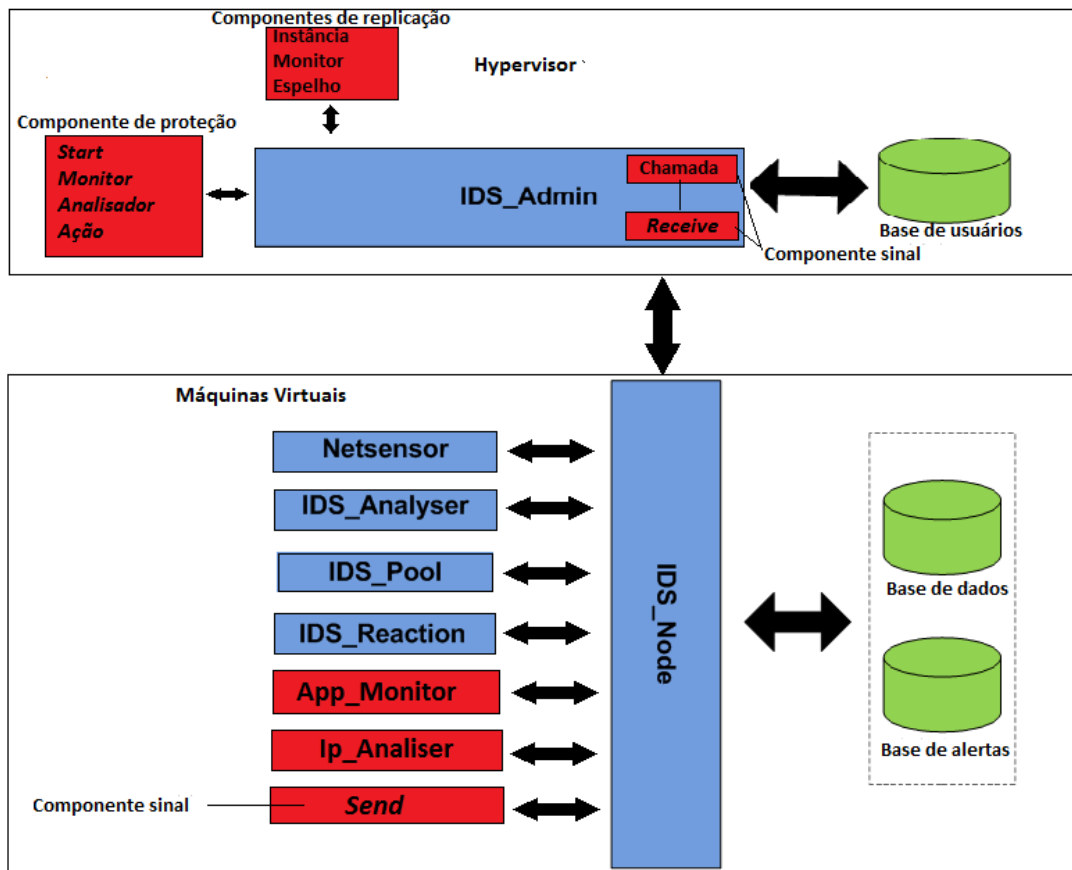 Componentes de replicação
Instância
Monitor
Espelho
Hypervisor `
Componente de proteção
Start
Monitor
Analisador
Ação
IDS_Admin
Chamada
Receive
Componente sinal
Base de usuários
Máquinas Virtuais
Netsensor
IDS_Analyser
IDS_Pool
IDS_Reaction
App_Monitor
Ip_Analiser
Componente sinal
Send
IDS_Node
Base de dados
Base de alertas